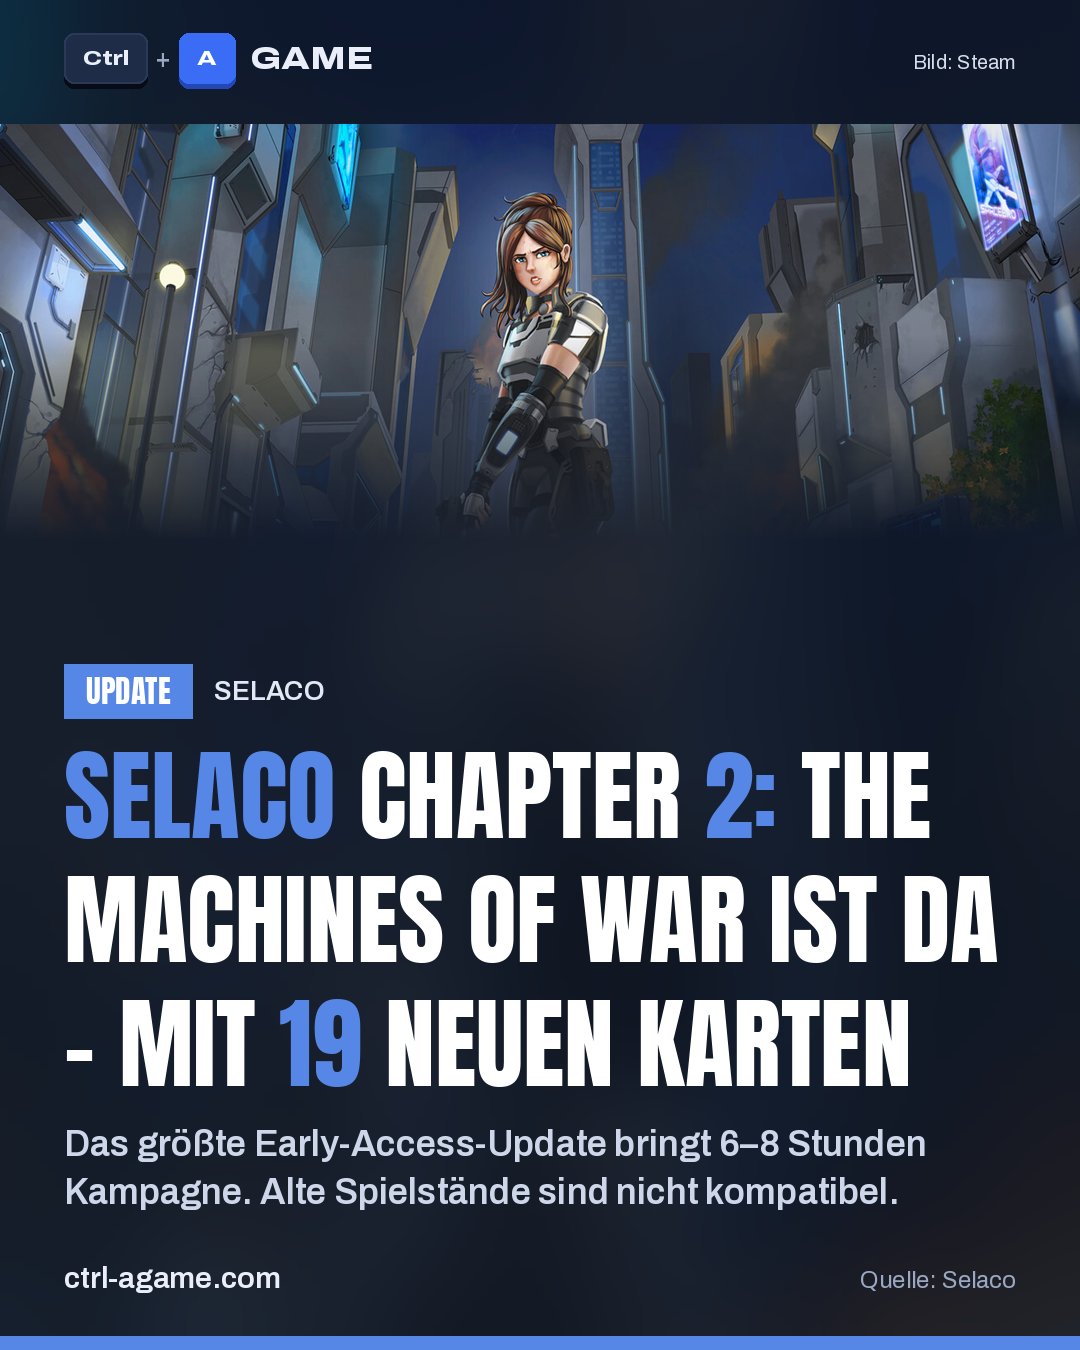 Ctrl + A GAME
Bild: Steam
SPACEBIRD
UPDATE SELACO
SELACO CHAPTER 2: THE
MACHINES OF WAR IST DA
- MIT 19 NEUEN KARTEN
Das größte Early-Access-Update bringt 6–8 Stunden
Kampagne. Alte Spielstände sind nicht kompatibel.
ctrl-agame.com
Quelle: Selaco